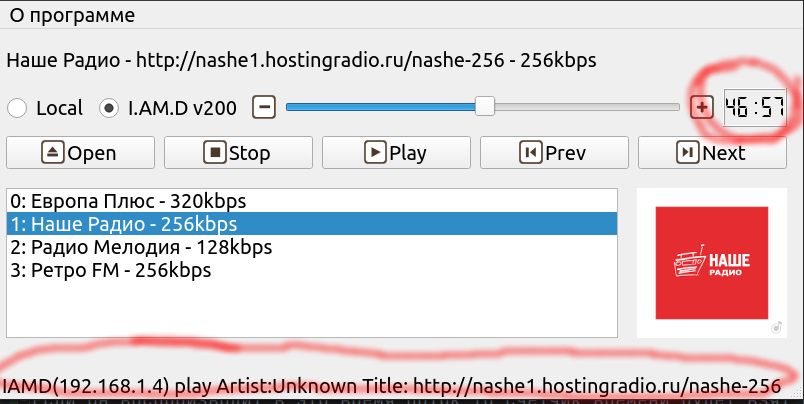 О программе
Наше Радио - http://nashe1.hostingradio.ru/nashe-256 - 256kbps
Local
I.AM.D v200
46:57
Open
Stop
Play
Prev
Next
0: Европа Плюс - 320kbps
1: Наше Радио - 256kbps
2: Радио Мелодия - 128kbps
3: Ретро FM - 256kbps
НАШЕ
РАДИО
IAMD(192.168.1.4) play Artist:Unknown Title: http://nashe1.hostingradio.ru/nashe-256